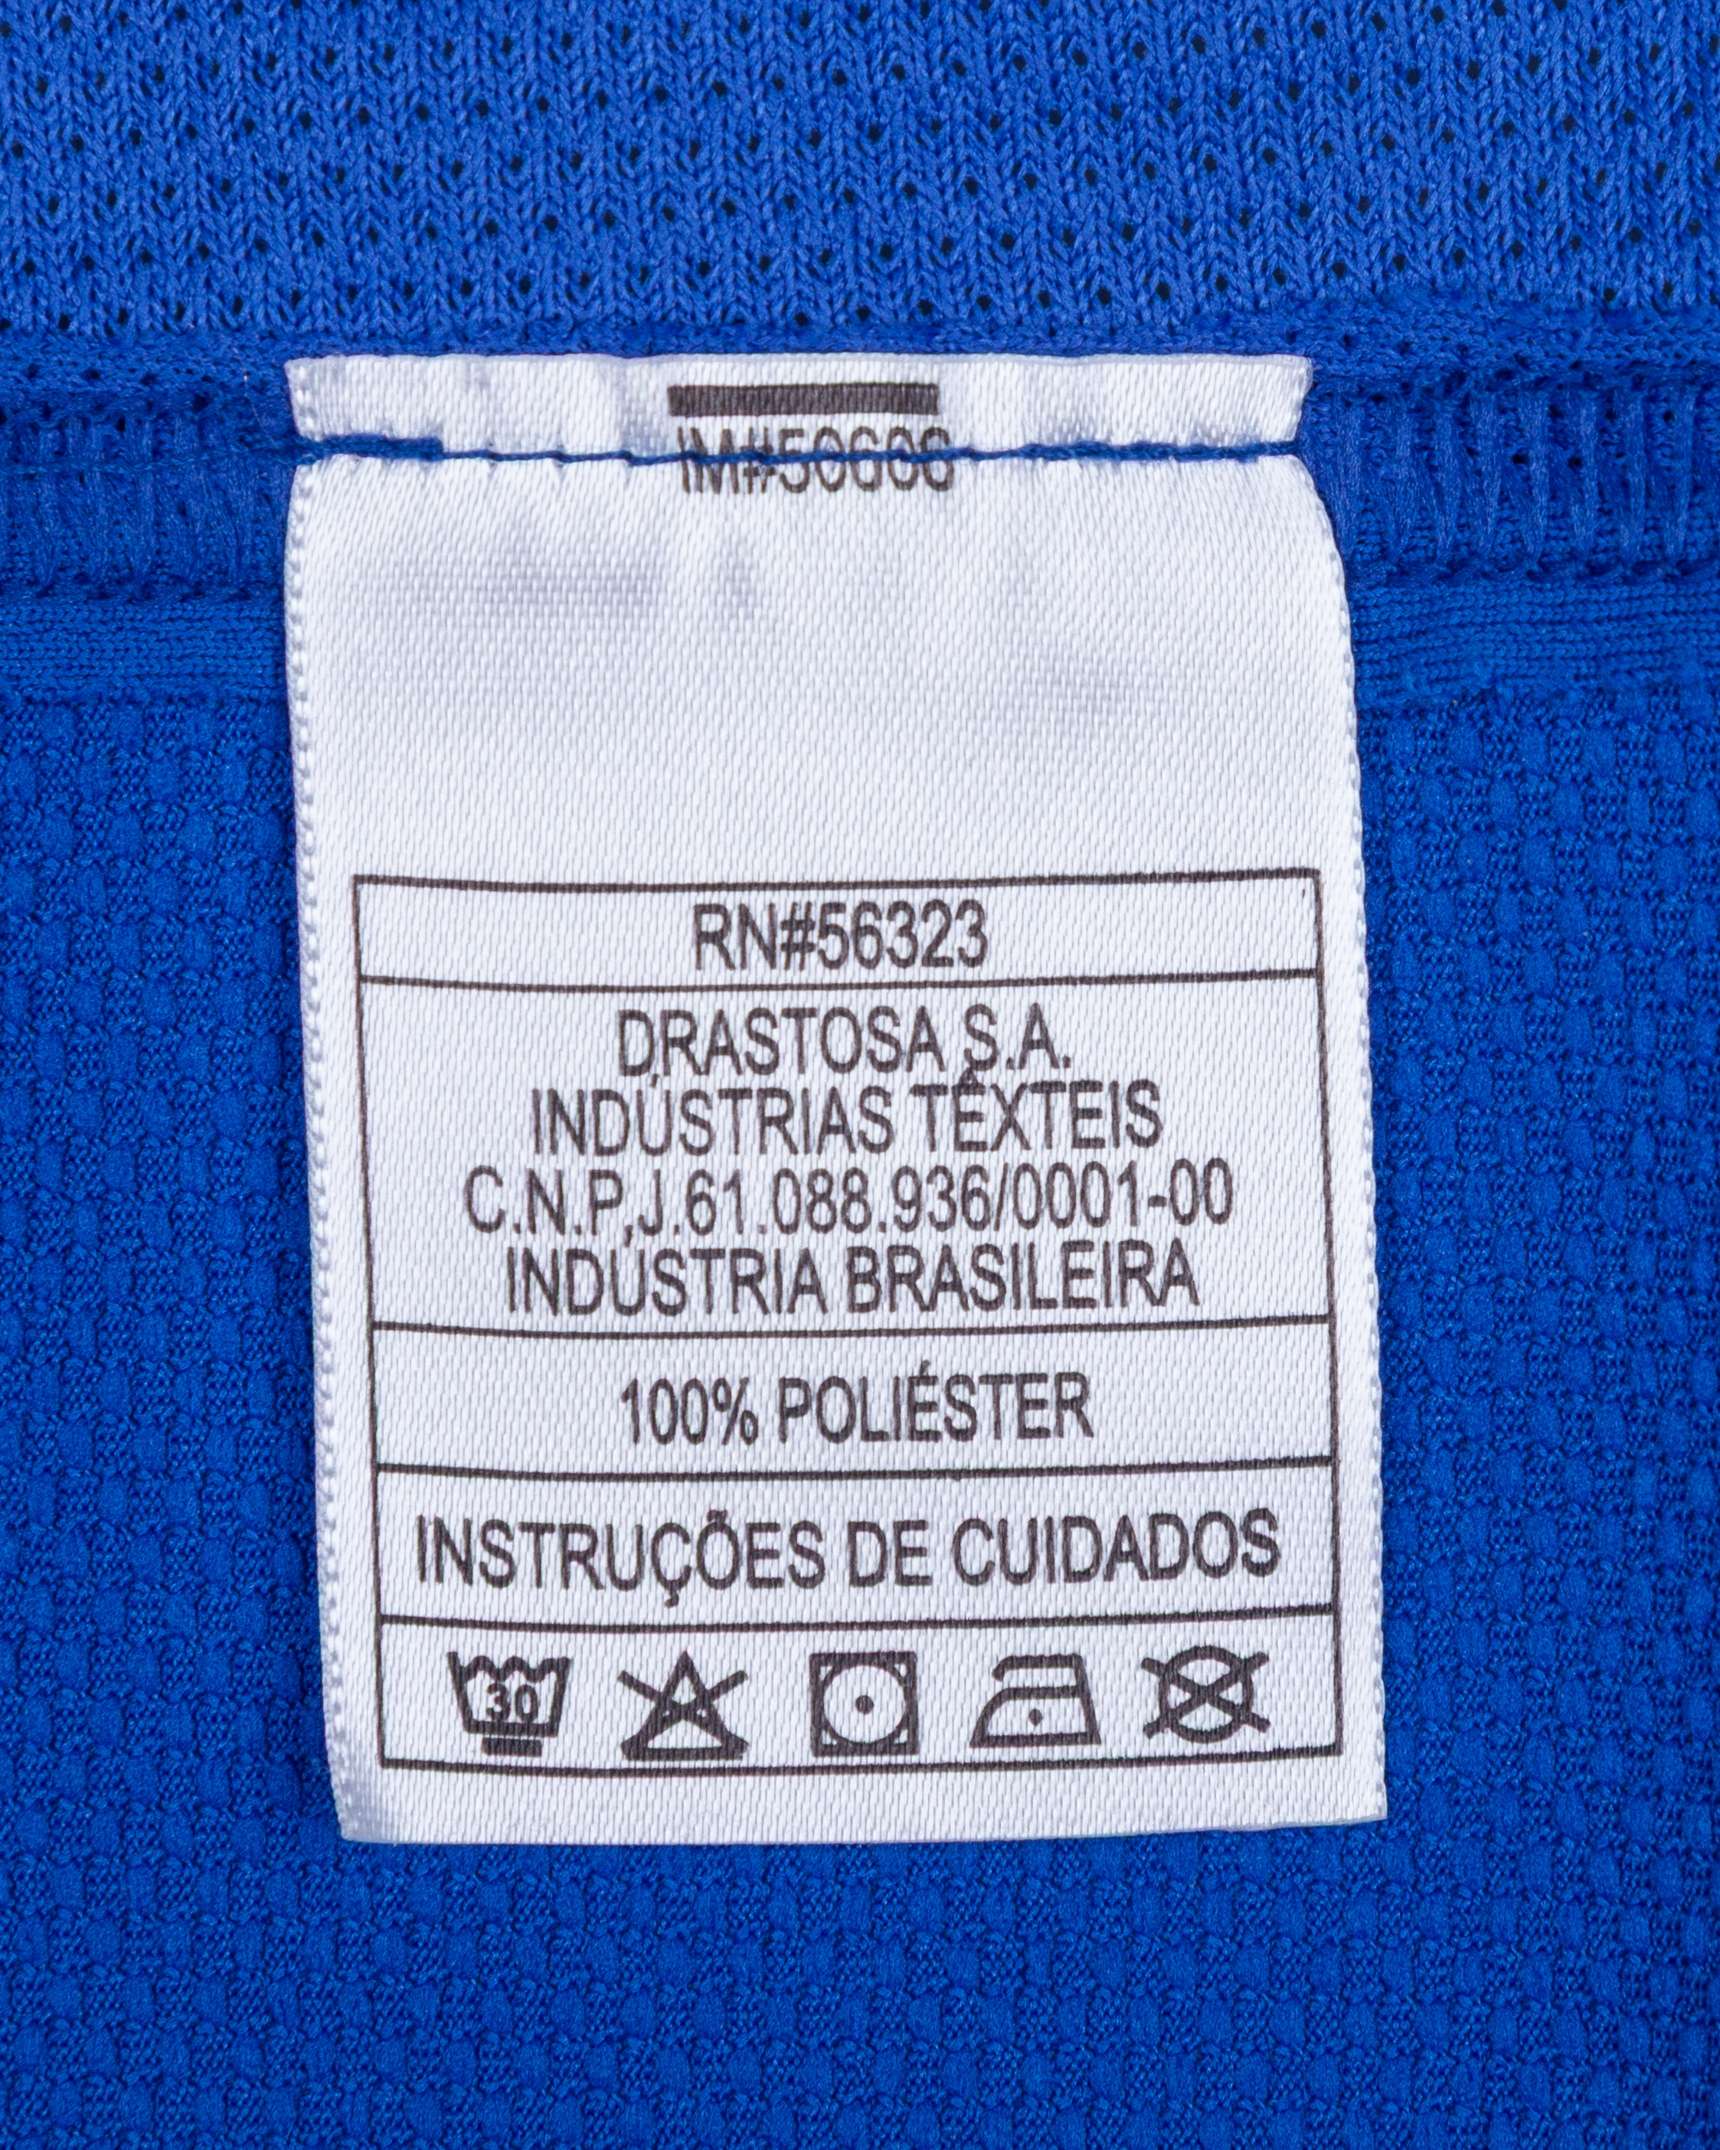 RN#56323
DRASTOSA S.A.
INDÚSTRIAS TÊXTEIS
C.N.P.J.61.088.936/0001-00
INDÚSTRIA BRASILEIRA
100% POLIÉSTER
INSTRUÇÕES DE CUIDADOS
30